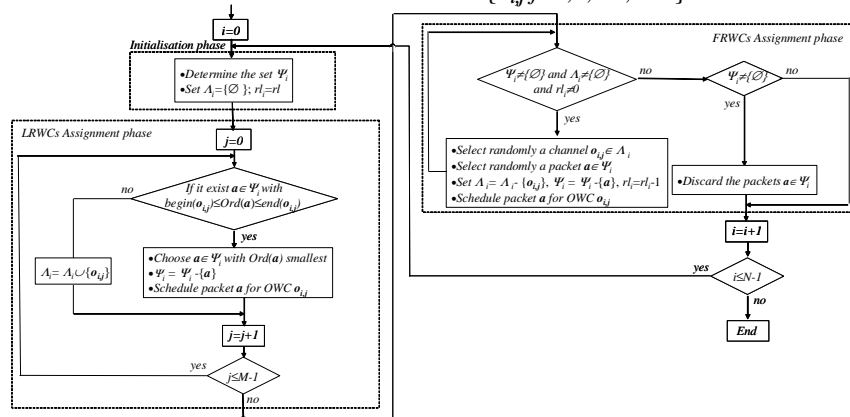 i=0
Initialisation phase
•Determine the set Ψi
•Set Λi={∅ }; rli=rl
LRWCs Assignment phase
j=0
no
If it exist a∈Ψi with
begin(oi,j)≤Ord(a)≤end(oi,j)
yes
•Choose a∈Ψi with Ord(a) smallest
•Ψi = Ψi -{a}
•Schedule packet a for OWC oi,j
Λi= Λi∪{oi,j}
j=j+1
yes
j≤M-1
no
FRWCs Assignment phase
Ψi≠{∅} and Λi≠{∅}
and rli≠0
no
Ψi≠{∅}
no
yes
yes
•Select randomly a channel oi,j∈ Λi
•Select randomly a packet a∈Ψi
•Set Λi= Λi- {oi,j}, Ψi = Ψi -{a}, rli=rli-1
•Schedule packet a for OWC oi,j
•Discard the packets a∈Ψi
i=i+1
yes
i≤N-1
no
End